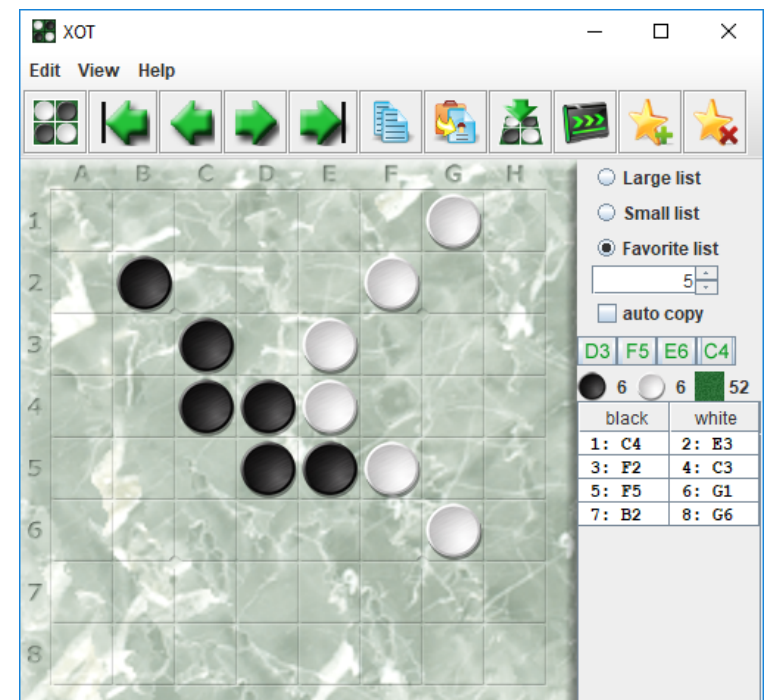 XOT
Edit View Help
A B C D E F G H
1
2
3
4
5
6
7
8
Large list
Small list
Favorite list
5
auto copy
D3 F5 E6 C4
6 6 52
black white
1: C4 2: E3
3: F2 4: C3
5: F5 6: G1
7: B2 8: G6